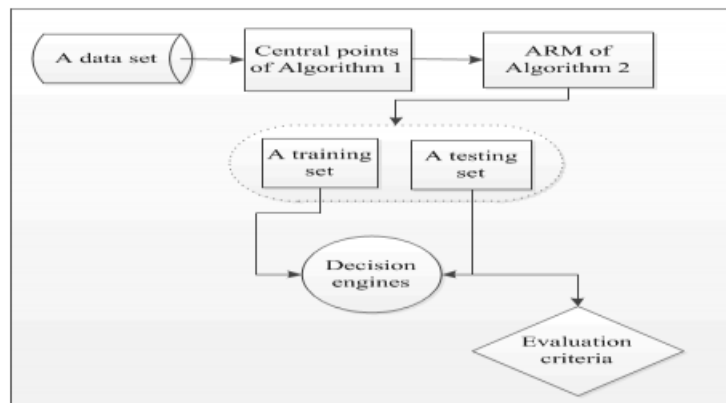 A data set
Central points
of Algorithm 1
ARM of
Algorithm 2
A training
set
A testing
set
Decision
engines
Evaluation
criteria